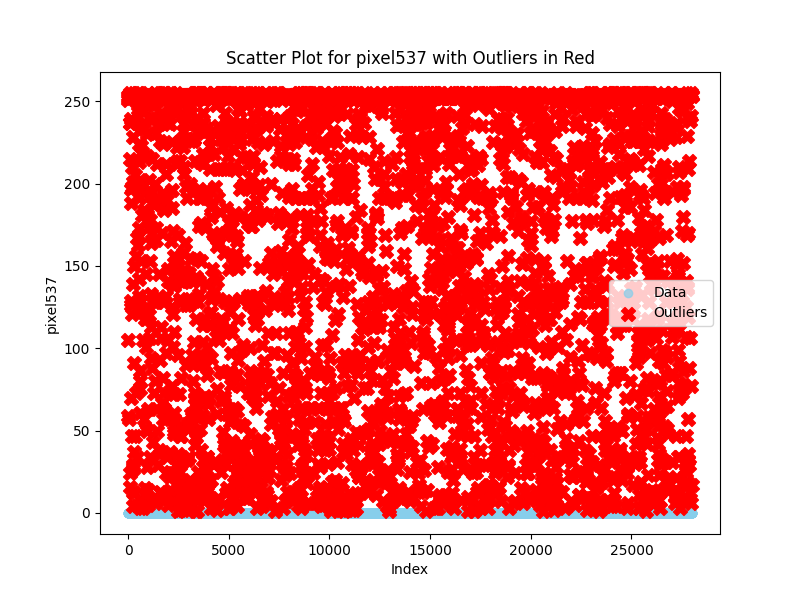 Scatter Plot for pixel537 with Outliers in Red
250
200
150
100
50
0
pixel537
Data
Outliers
0
5000
10000
15000
20000
25000
Index